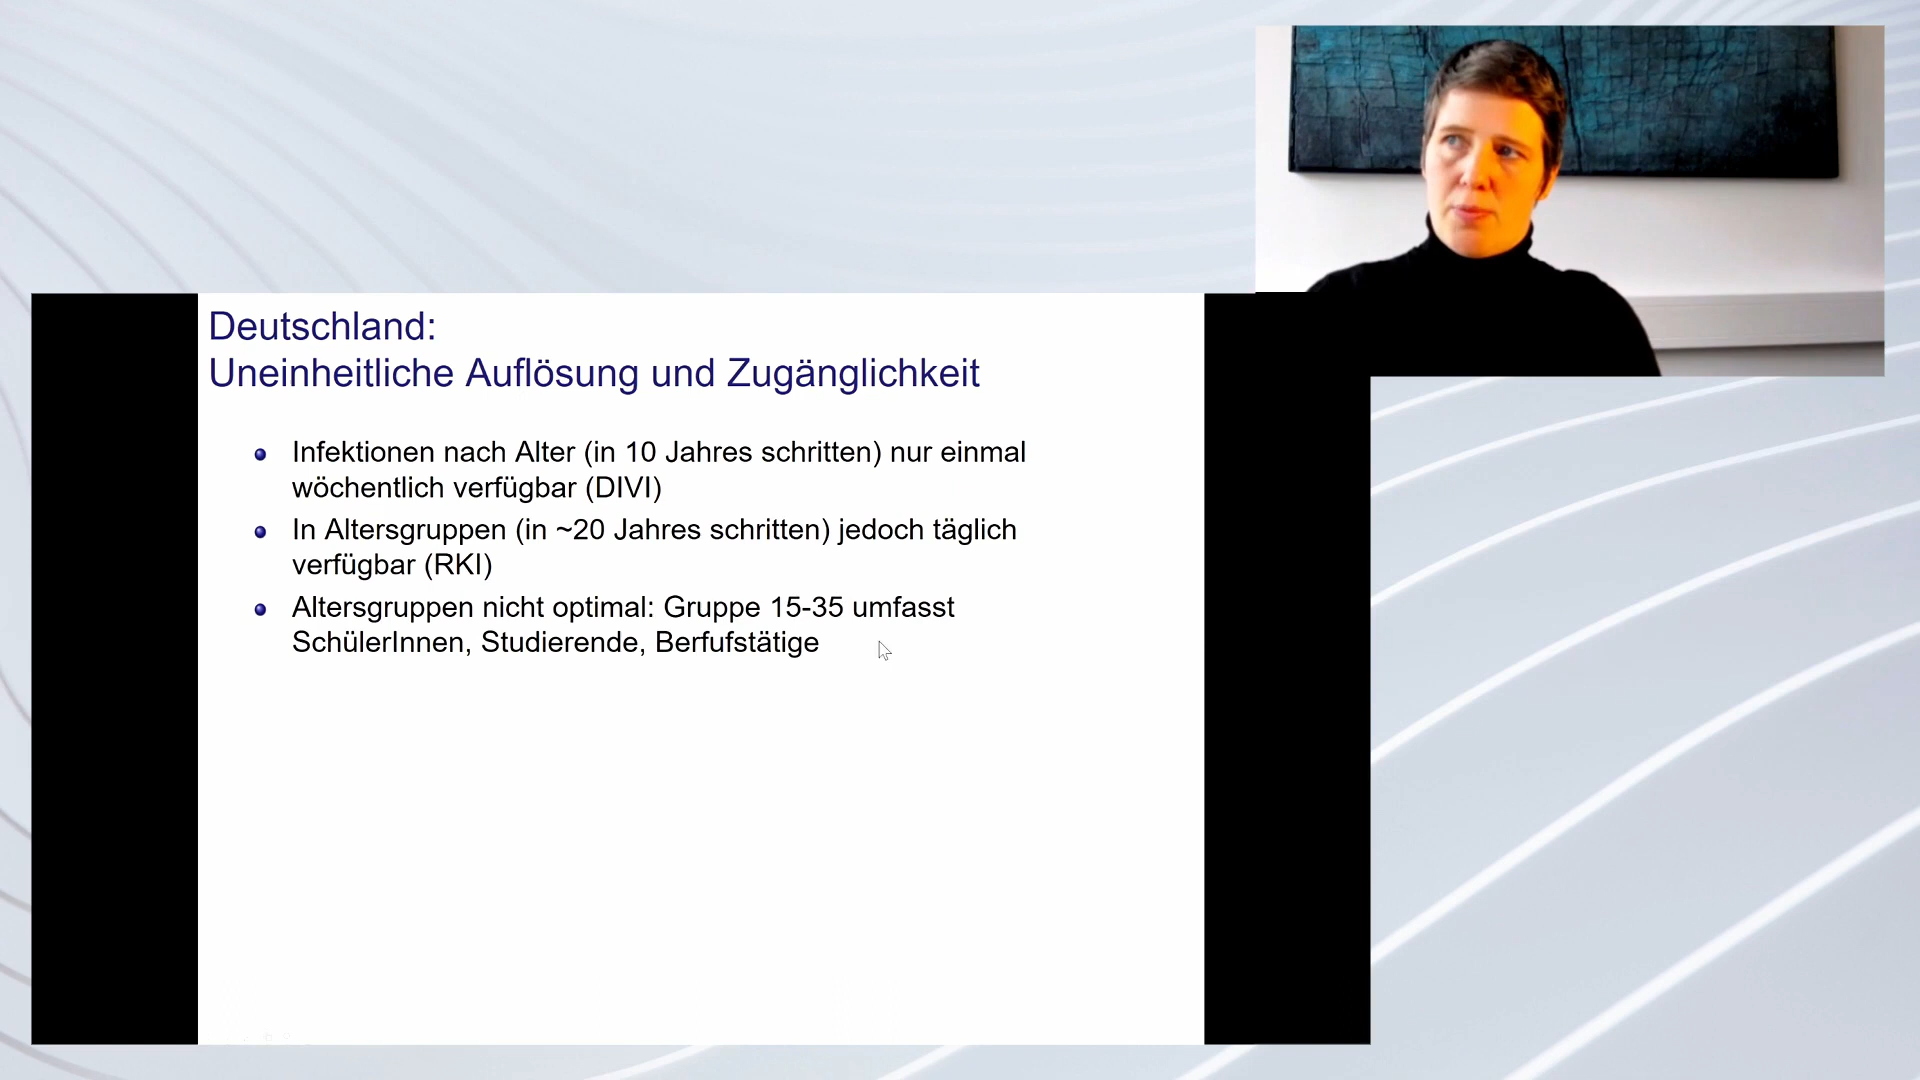 Deutschland:
Uneinheitliche Auflösung und Zugänglichkeit
Infektionen nach Alter (in 10 Jahres schritten) nur einmal
wöchentlich verfügbar (DIVI)
In Altersgruppen (in ~20 Jahres schritten) jedoch täglich
verfügbar (RKI)
Altersgruppen nicht optimal: Gruppe 15-35 umfasst
SchülerInnen, Studierende, Berfufstätige